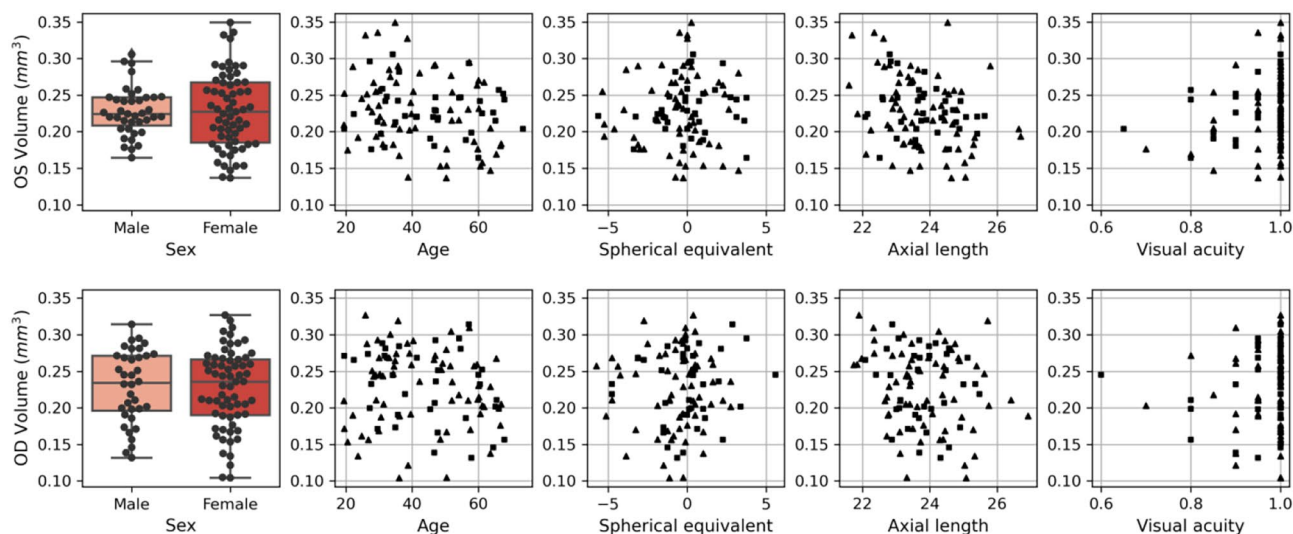 OS Volume (mm³)
0.35
0.30
0.25
0.20
0.15
0.10
Male Female
Sex
20 40 60
Age
−5 0 5
Spherical equivalent
22 24 26
Axial length
0.6 0.8 1.0
Visual acuity
OD Volume (mm³)
0.35
0.30
0.25
0.20
0.15
0.10
Male Female
Sex
20 40 60
Age
−5 0 5
Spherical equivalent
22 24 26
Axial length
0.6 0.8 1.0
Visual acuity